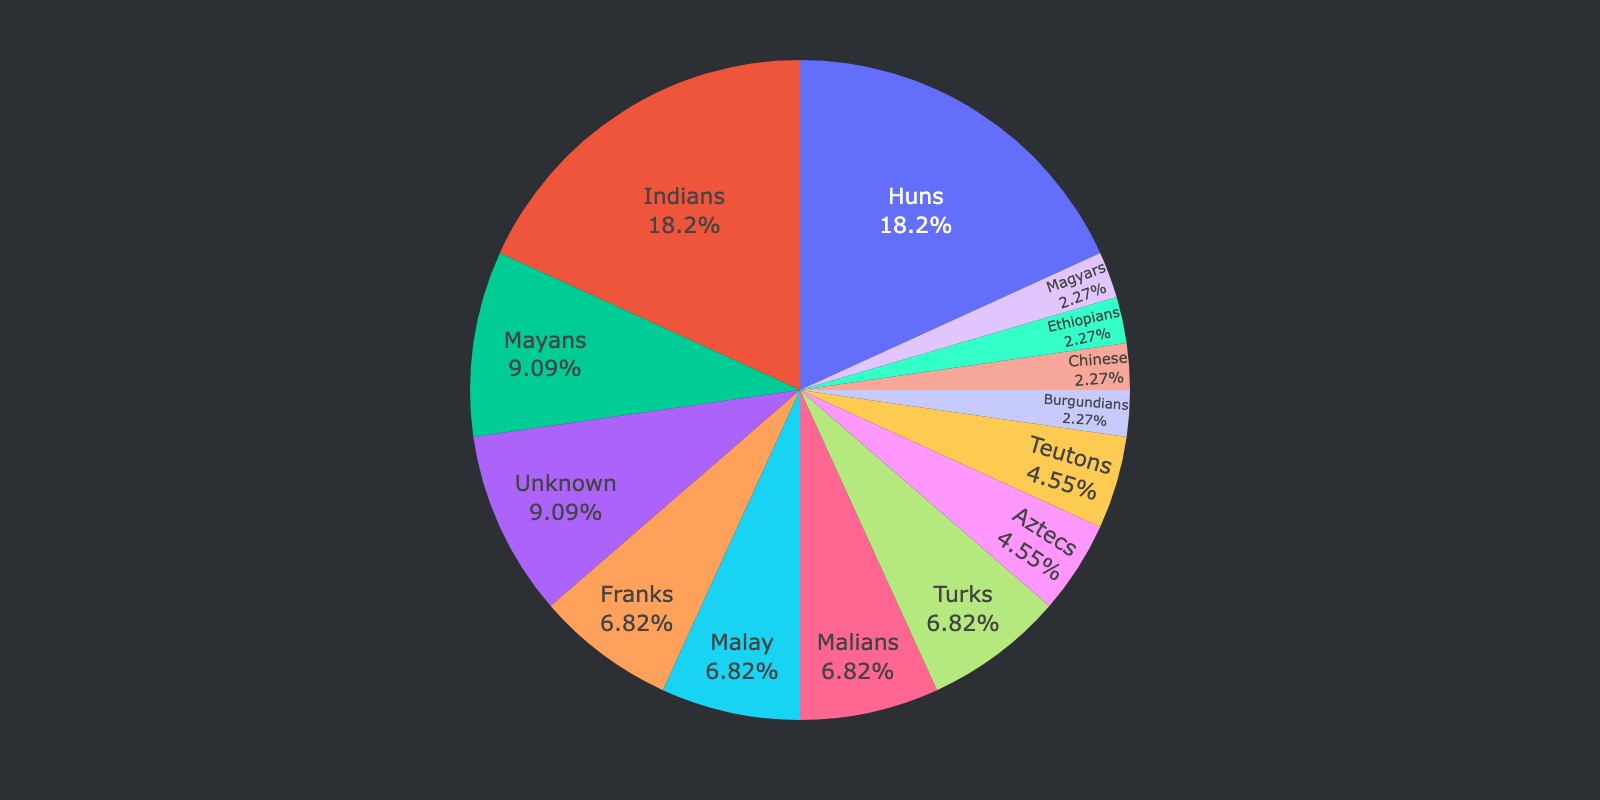 Indians
18.2%
Huns
18.2%
Magyars
2.27%
Ethiopians
2.27%
Mayans
9.09%
Chinese
2.27%
Burgundians
2.27%
Teutons
4.55%
Unknown
9.09%
Aztecs
4.55%
Franks
6.82%
Turks
6.82%
Malay
6.82%
Malians
6.82%